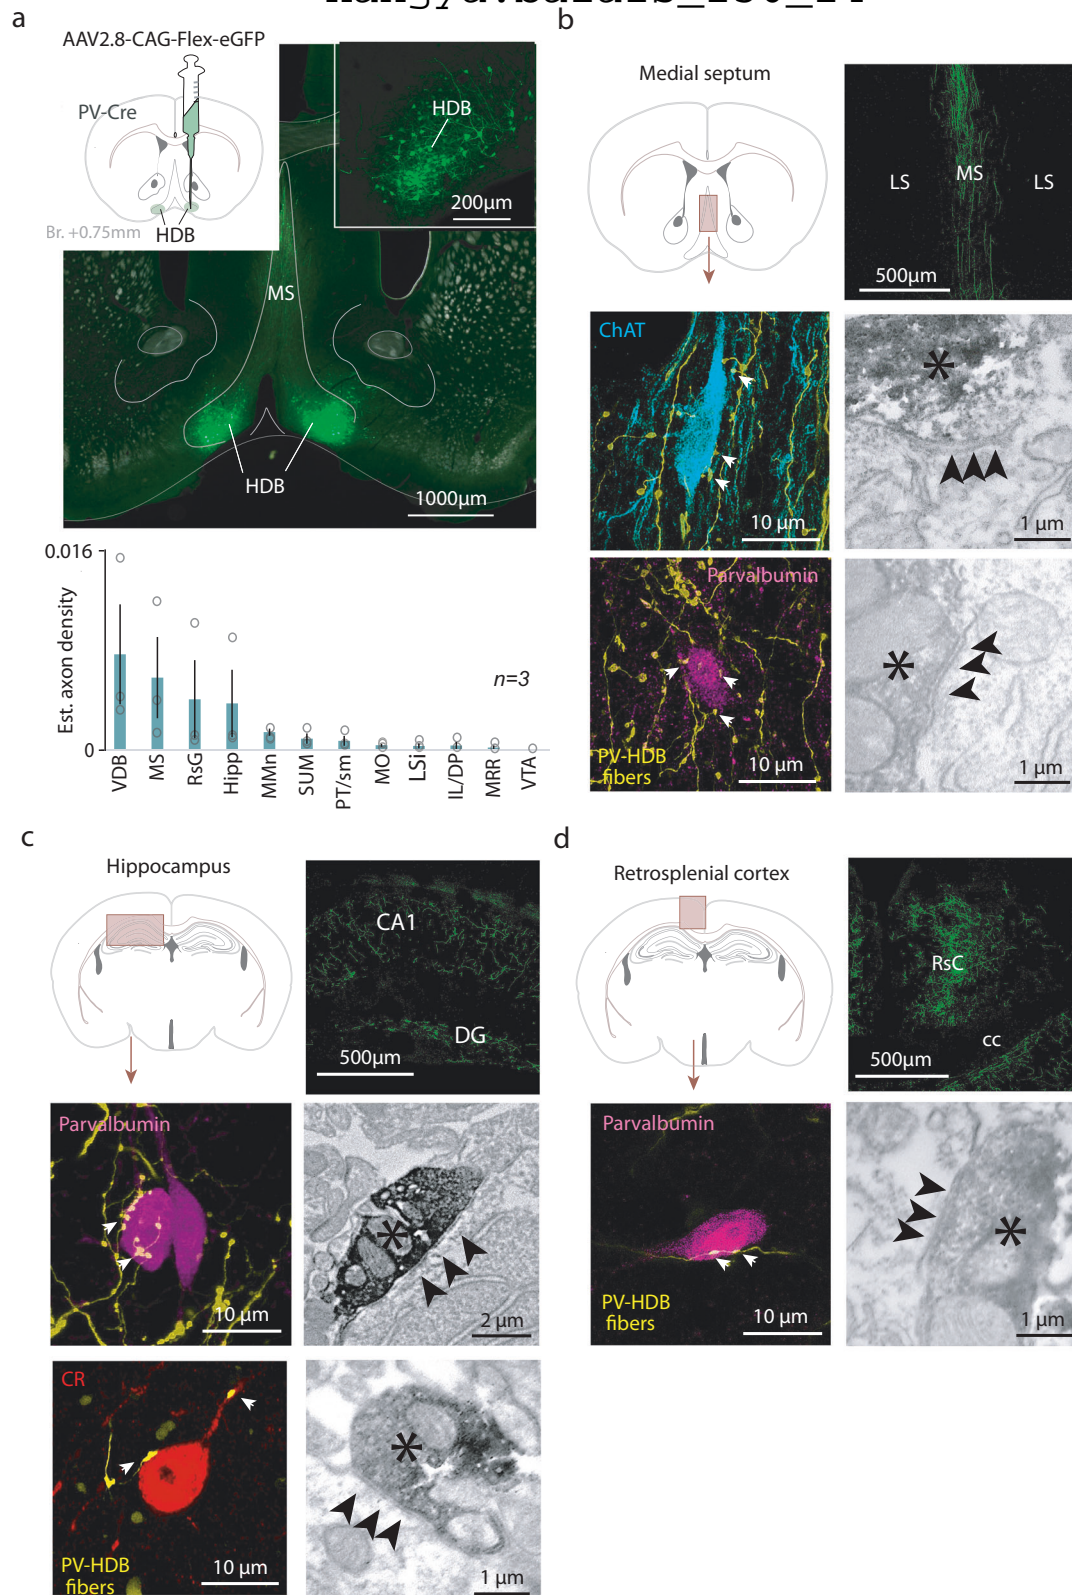 a
AAV2.8-CAG-Flex-eGFP
PV-Cre
HDB
Br. +0.75mm
HDB
200µm
MS
HDB
1000µm
0.016
Est. axon density
0
n=3
VDB
MS
RsG
Hipp
MMn
SUM
PT/sm
MO
LSi
IL/DP
MRR
VTA
b
Medial septum
LS
MS
LS
500µm
ChAT
10 µm
1 µm
Parvalbumin
PV-HDB
fibers
10 µm
1 µm
c
Hippocampus
CA1
DG
500µm
Parvalbumin
10 µm
2 µm
CR
PV-HDB
fibers
10 µm
1 µm
d
Retrosplenial cortex
RsC
cc
500µm
Parvalbumin
PV-HDB
fibers
10 µm
1 µm